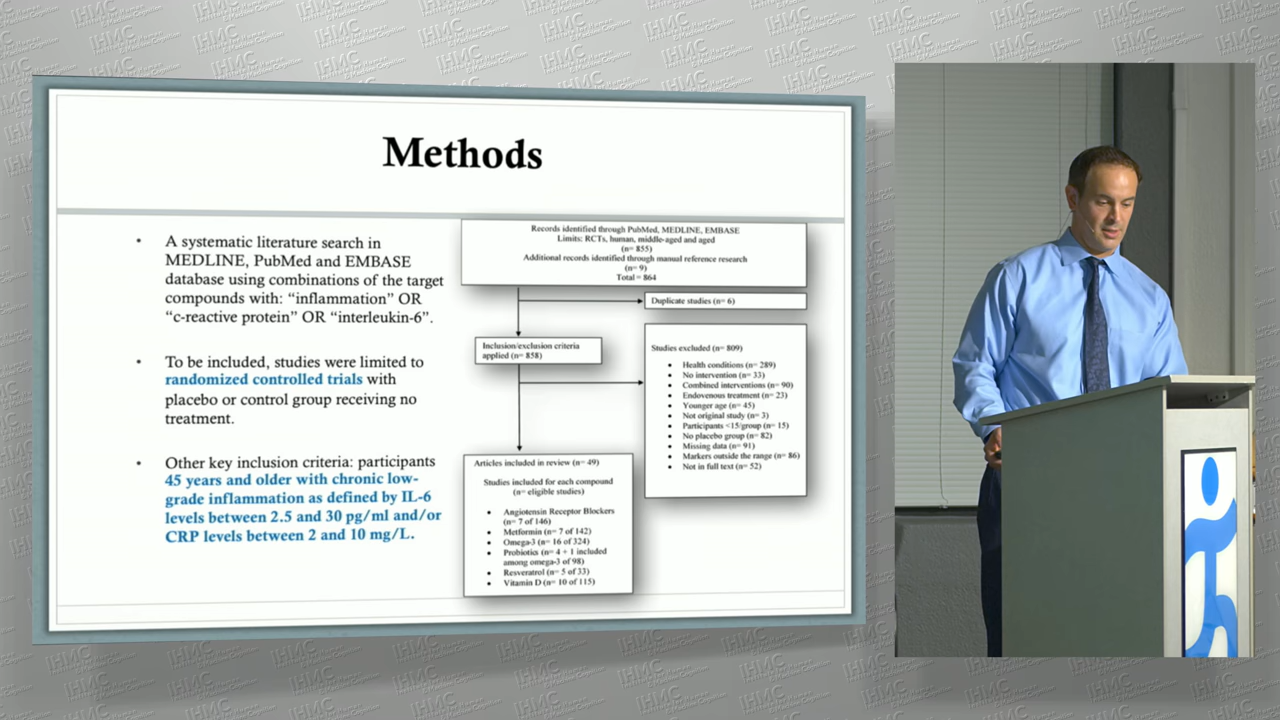 Methods
• A systematic literature search in
MEDLINE, PubMed and EMBASE
database using combinations of the target
compounds with: “inflammation” OR
“c-reactive protein” OR “interleukin-6”.
• To be included, studies were limited to
randomized controlled trials with
placebo or control group receiving no
treatment.
• Other key inclusion criteria: participants
45 years and older with chronic low-
grade inflammation as defined by IL-6
levels between 2.5 and 30 pg/ml and/or
CRP levels between 2 and 10 mg/L.
Records identified through PubMed, MEDLINE, EMBASE
Limits: RCTs, human, middle-aged and aged
(n= 855)
Additional records identified through manual reference research
(n= 9)
Total = 864
Duplicate studies (n= 6)
Inclusion/exclusion criteria
applied (n= 858)
Studies excluded (n= 809)
• Health conditions (n= 289)
• No intervention (n= 33)
• Combined interventions (n= 90)
• Endovenous treatment (n= 23)
• Younger age (n= 45)
• Not original study (n= 3)
• Participants <15/group (n= 15)
• No placebo group (n= 82)
• Missing data (n= 91)
• Markers outside the range (n= 86)
• Not in full text (n= 52)
Articles included in review (n= 49)
Studies included for each compound
(n= eligible studies)
• Angiotensin Receptor Blockers
(n= 7 of 146)
• Metformin (n= 7 of 142)
• Omega-3 (n= 16 of 324)
• Probiotics (n= 4 + 1 included
among omega-3 of 98)
• Resveratrol (n= 5 of 33)
• Vitamin D (n= 10 of 115)
IHMC